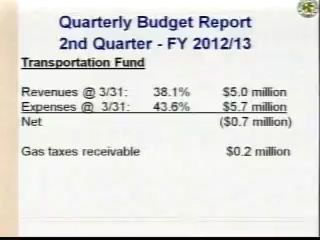 Quarterly Budget Report
2nd Quarter - FY 2012/13
Transportation Fund
Revenues @ 3/31: 38.1% $5.0 million
Expenses @ 3/31: 43.6% $5.7 million
Net ($0.7 million)
Gas taxes receivable $0.2 million